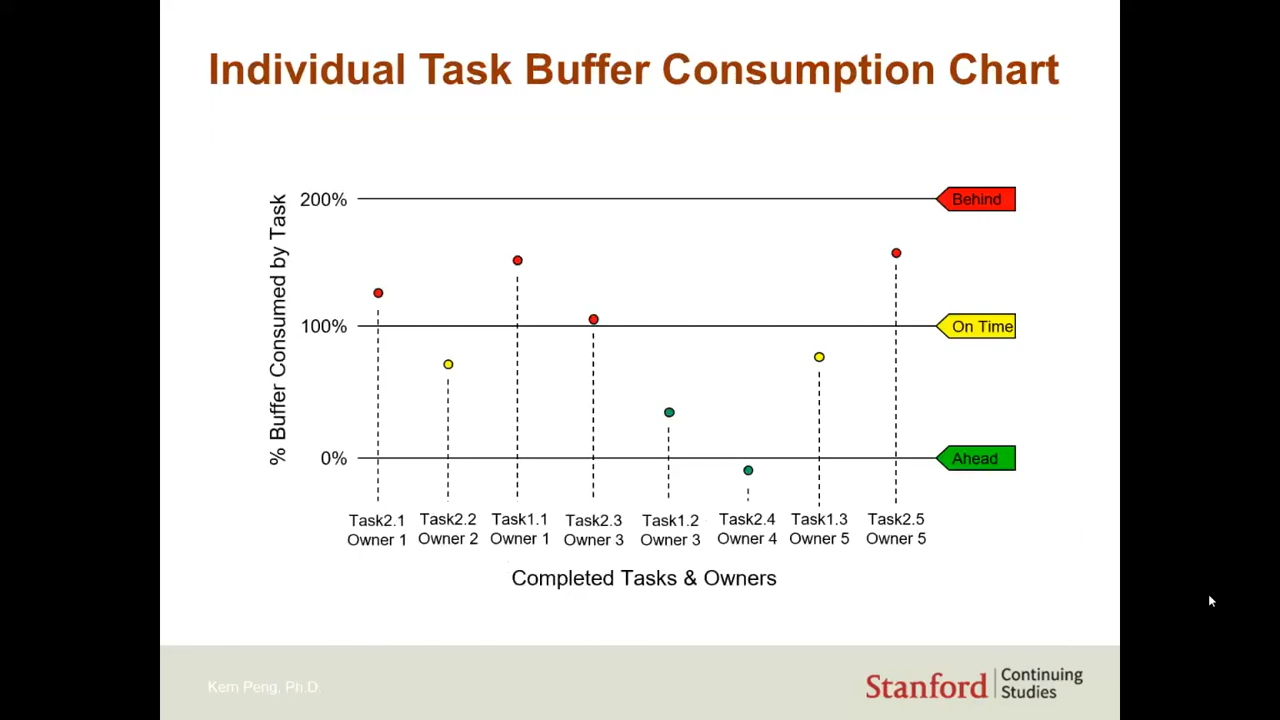 Individual Task Buffer Consumption Chart
% Buffer Consumed by Task
200%
Behind
100%
On Time
0%
Ahead
Task2.1 Task2.2 Task1.1 Task2.3 Task1.2 Task2.4 Task1.3 Task2.5
Owner 1 Owner 2 Owner 1 Owner 3 Owner 3 Owner 4 Owner 5 Owner 5
Completed Tasks & Owners
Kern Peng, Ph.D.
Stanford
Continuing
Studies